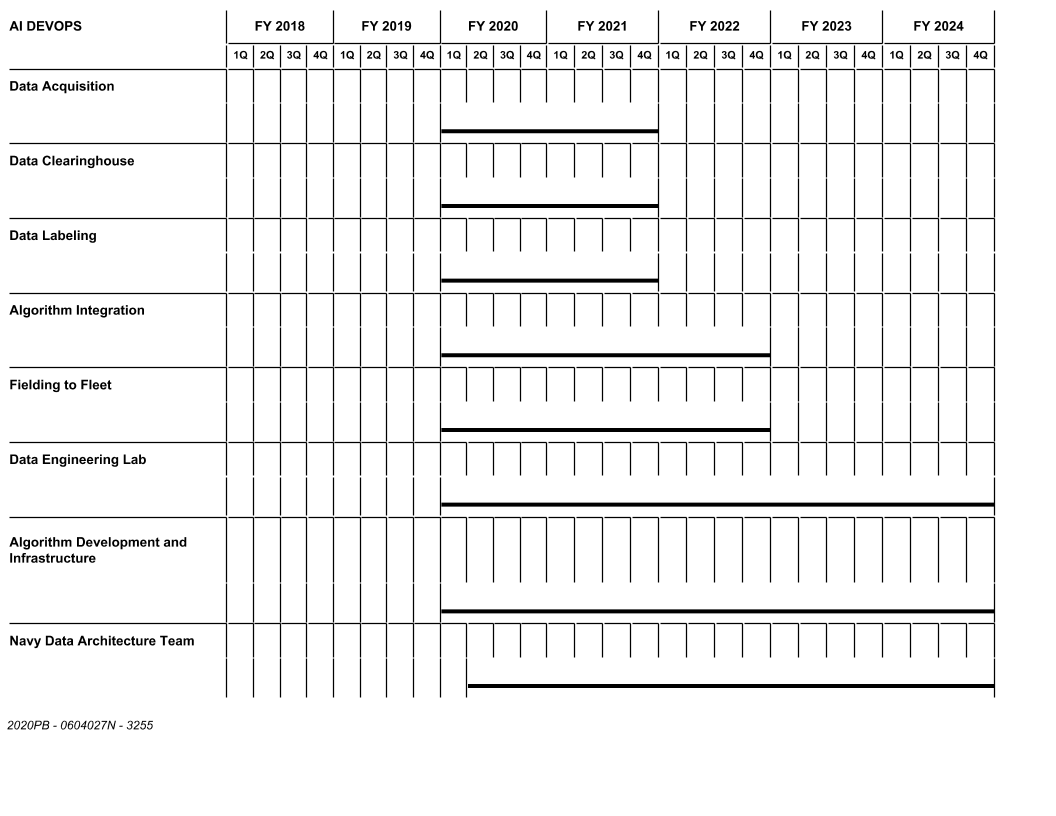 AI DEVOPS FY 2018 FY 2019 FY 2020 FY 2021 FY 2022 FY 2023 FY 2024
1Q 2Q 3Q 4Q 1Q 2Q 3Q 4Q 1Q 2Q 3Q 4Q 1Q 2Q 3Q 4Q 1Q 2Q 3Q 4Q 1Q 2Q 3Q 4Q 1Q 2Q 3Q 4Q
Data Acquisition
Data Clearinghouse
Data Labeling
Algorithm Integration
Fielding to Fleet
Data Engineering Lab
Algorithm Development and
Infrastructure
Navy Data Architecture Team
2020PB - 0604027N - 3255